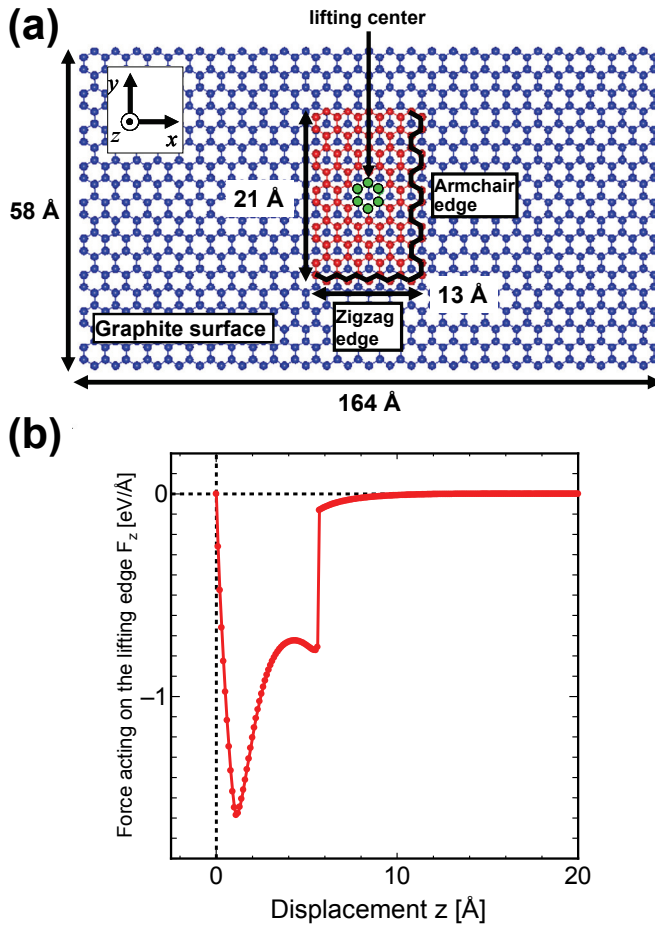 (a)
lifting center
y
z
x
21 Å
Armchair
edge
58 Å
13 Å
Graphite surface
Zigzag
edge
164 Å
(b)
Force acting on the lifting edge Fz [eV/Å]
0
–1
0
10
20
Displacement z [Å]